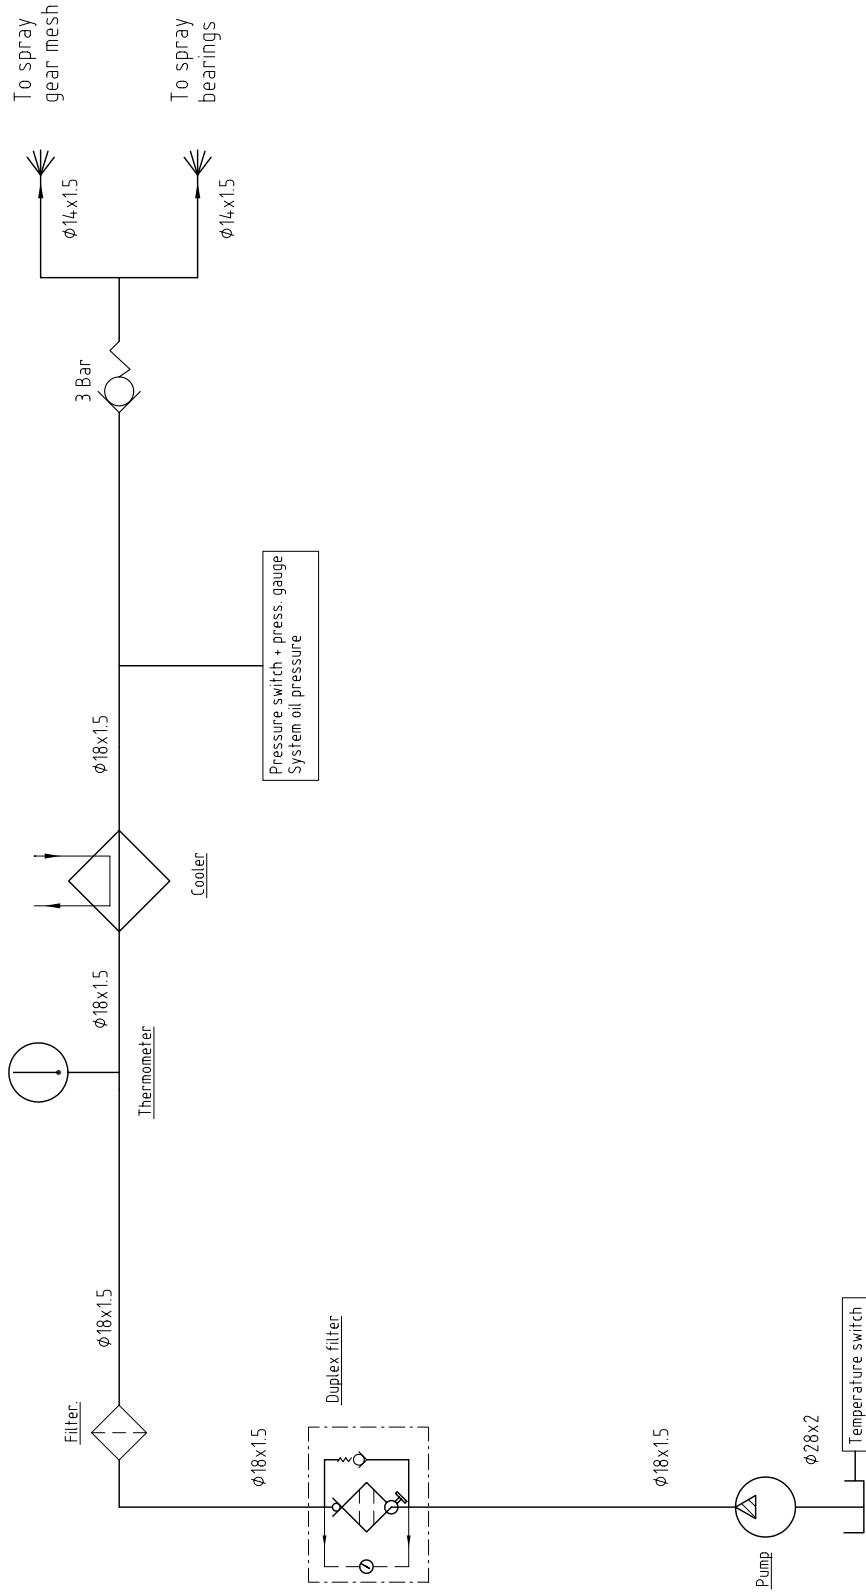 To spray
gear mesh
To spray
bearings
φ14x1.5
φ14x1.5
3 Bar
Pressure switch + press. gauge
System oil pressure
φ18x1.5
Cooler
φ18x1.5
Thermometer
φ18x1.5
Filter.
Duplex filter
φ18x1.5
φ18x1.5
φ28x2
Temperature switch
Pump